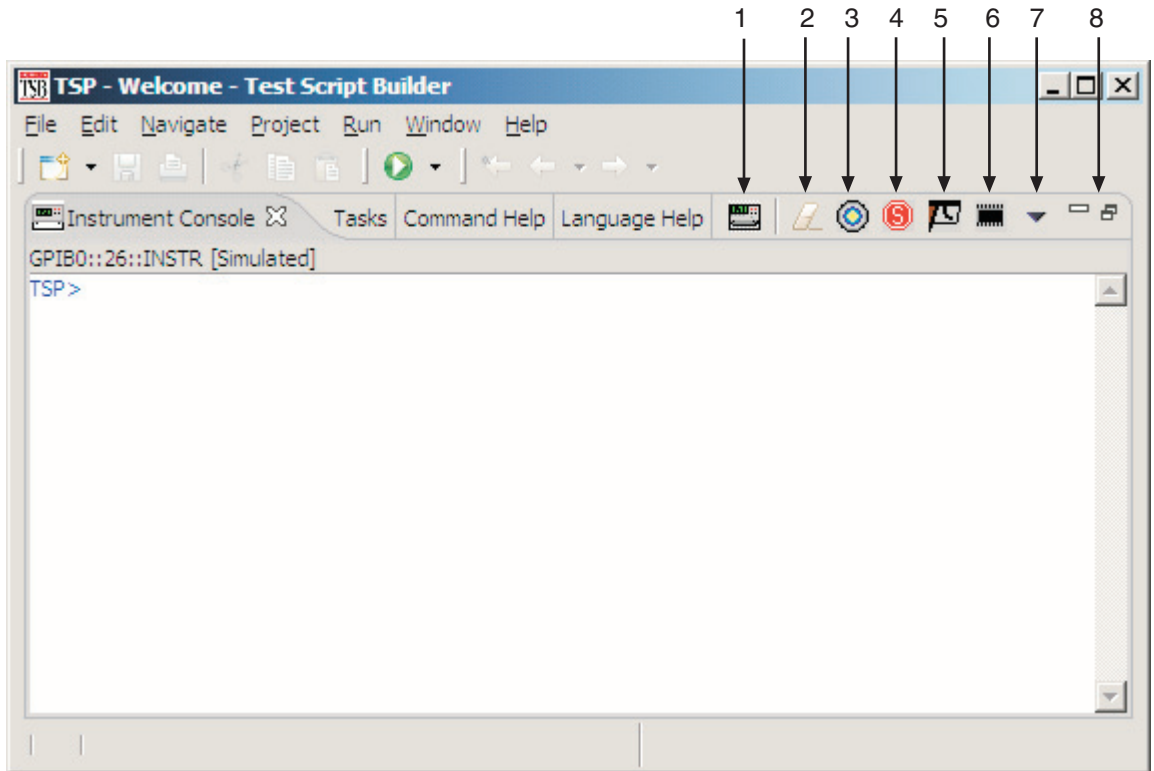 1 2 3 4 5 6 7 8
TSB TSP - Welcome - Test Script Builder
File Edit Navigate Project Run Window Help
Instrument Console Tasks Command Help Language Help
GPIB0::26::INSTR [Simulated]
TSP>